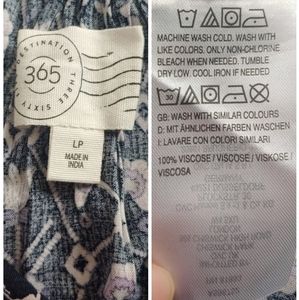 DESTINATION
THREE SIXTY
365
LP
MADE IN
INDIA
MACHINE WASH COLD. WASH WITH
LIKE COLORS. ONLY NON-CHLORINE
BLEACH WHEN NEEDED. TUMBLE
DRY LOW. COOL IRON IF NEEDED
30
GB: WASH WITH SIMILAR COLOURS
D: MIT ÄHNLICHEN FARBEN WASCHEN
I: LAVARE CON COLORI SIMILARI
100% VISCOSE / VISCOSE / VISKOSE /
VISCOSA